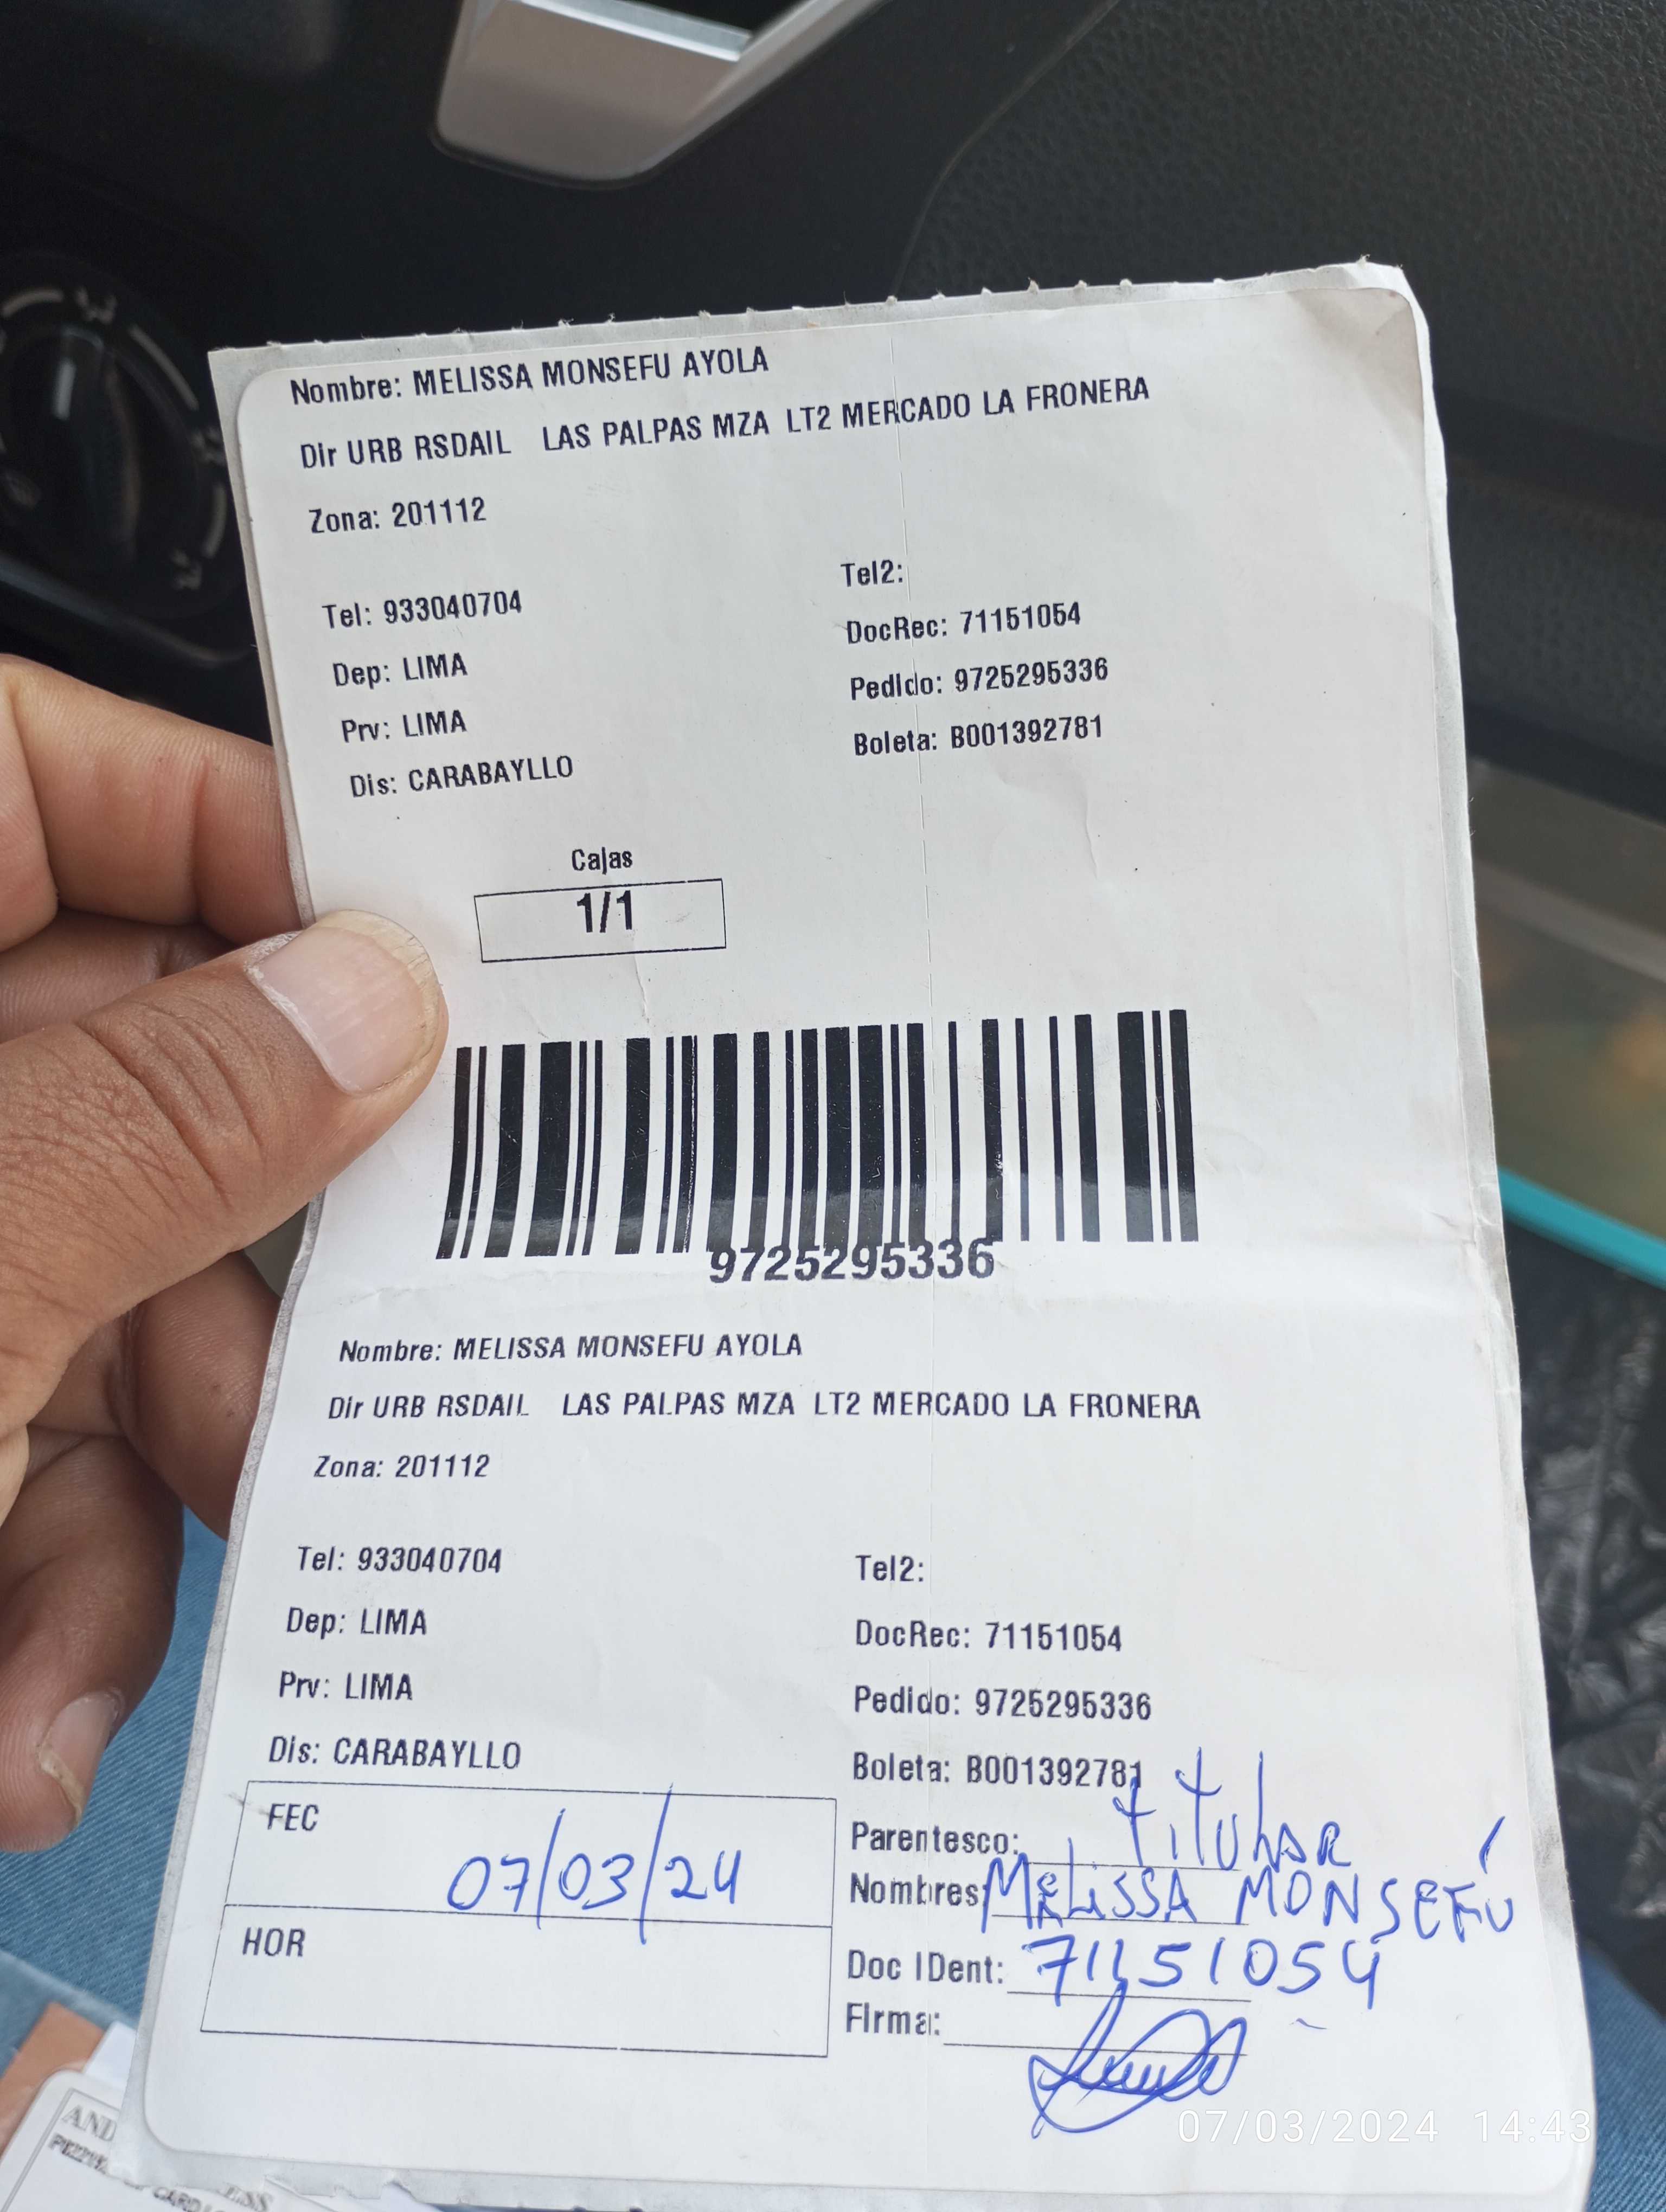 Nombre: MELISSA MONSEFU AYOLA
Dir URB RSDAIL LAS PALPAS MZA LT2 MERCADO LA FRONERA
Zona: 201112
Tel: 933040704
Tel2:
Dep: LIMA
DocRec: 71151054
Prv: LIMA
Pedido: 9725295336
Dis: CARABAYLLO
Boleta: B001392781
Cajas
1/1
9725295336
Nombre: MELISSA MONSEFU AYOLA
Dir URB RSDAIL LAS PALPAS MZA LT2 MERCADO LA FRONERA
Zona: 201112
Tel: 933040704
Tel2:
Dep: LIMA
DocRec: 71151054
Prv: LIMA
Pedido: 9725295336
Dis: CARABAYLLO
Boleta: B001392781
FEC 07/03/24
HOR
Parentesco: titular
Nombres: Melissa MONSEFÚ
Doc IDent: 71151054
Firma:
07/03/2024 14:43
AND